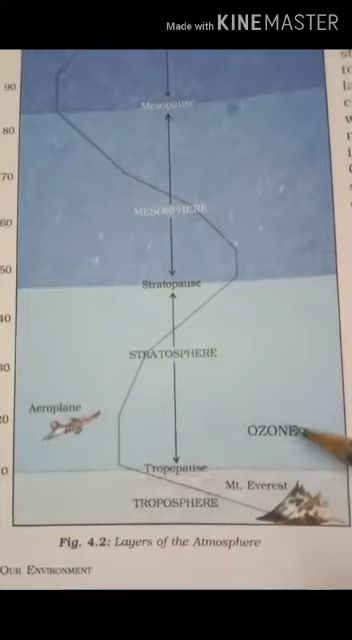 Made with KINEMASTER
90
Mesopause
80
70
MESOSPHERE
60
50
Stratopause
40
STRATOSPHERE
30
Aeroplane
20
OZONE
Tropopause
Mt. Everest
TROPOSPHERE
Fig. 4.2: Layers of the Atmosphere
OUR ENVIRONMENT